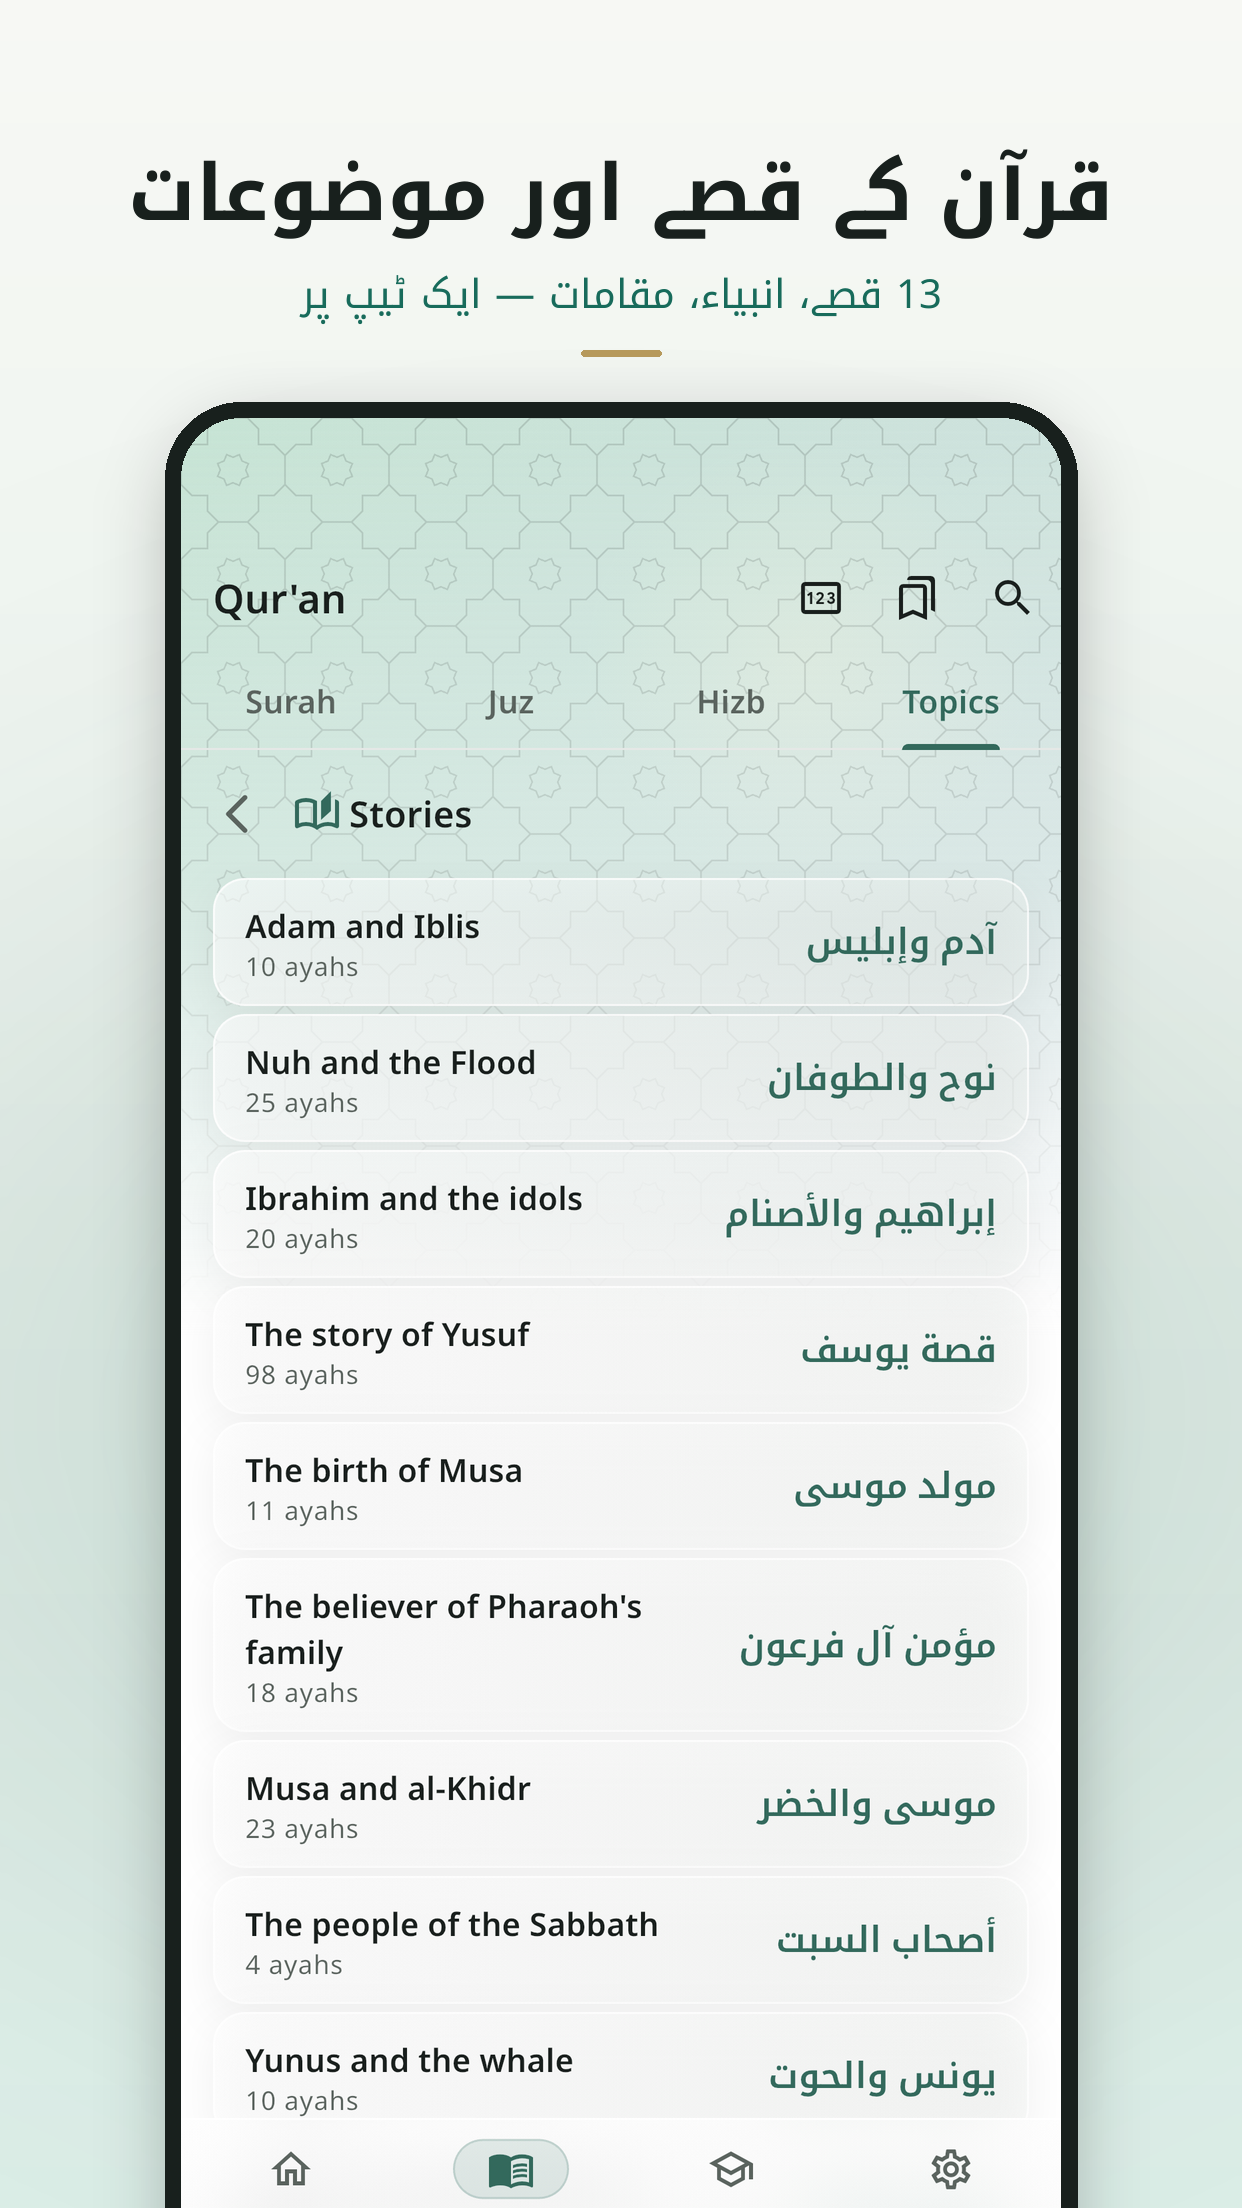 قرآن کے قصے اور موضوعات
13 قصے، انبیاء، مقامات — ایک ٹیپ پر
Qur'an
123
Surah Juz Hizb Topics
Stories
Adam and Iblis
آدم وإبليس
10 ayahs
Nuh and the Flood
نوح والطوفان
25 ayahs
Ibrahim and the idols
إبراهيم والأصنام
20 ayahs
The story of Yusuf
قصة يوسف
98 ayahs
The birth of Musa
مولد موسى
11 ayahs
The believer of Pharaoh's
family
مؤمن آل فرعون
18 ayahs
Musa and al-Khidr
موسى والخضر
23 ayahs
The people of the Sabbath
أصحاب السبت
4 ayahs
Yunus and the whale
يونس والحوت
10 ayahs